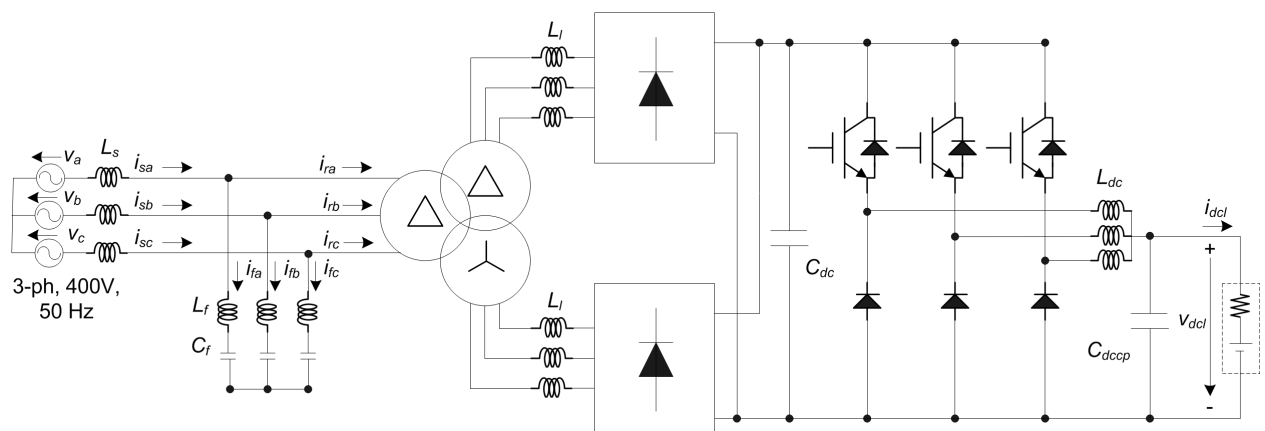 L_l
L_s
v_a
i_sa
i_ra
v_b
i_sb
i_rb
v_c
i_sc
i_rc
3-ph, 400V,
50 Hz
i_fa i_fb i_fc
L_f
C_f
L_l
C_dc
L_dc
i_dcl
+
v_dcl
C_dccp
-